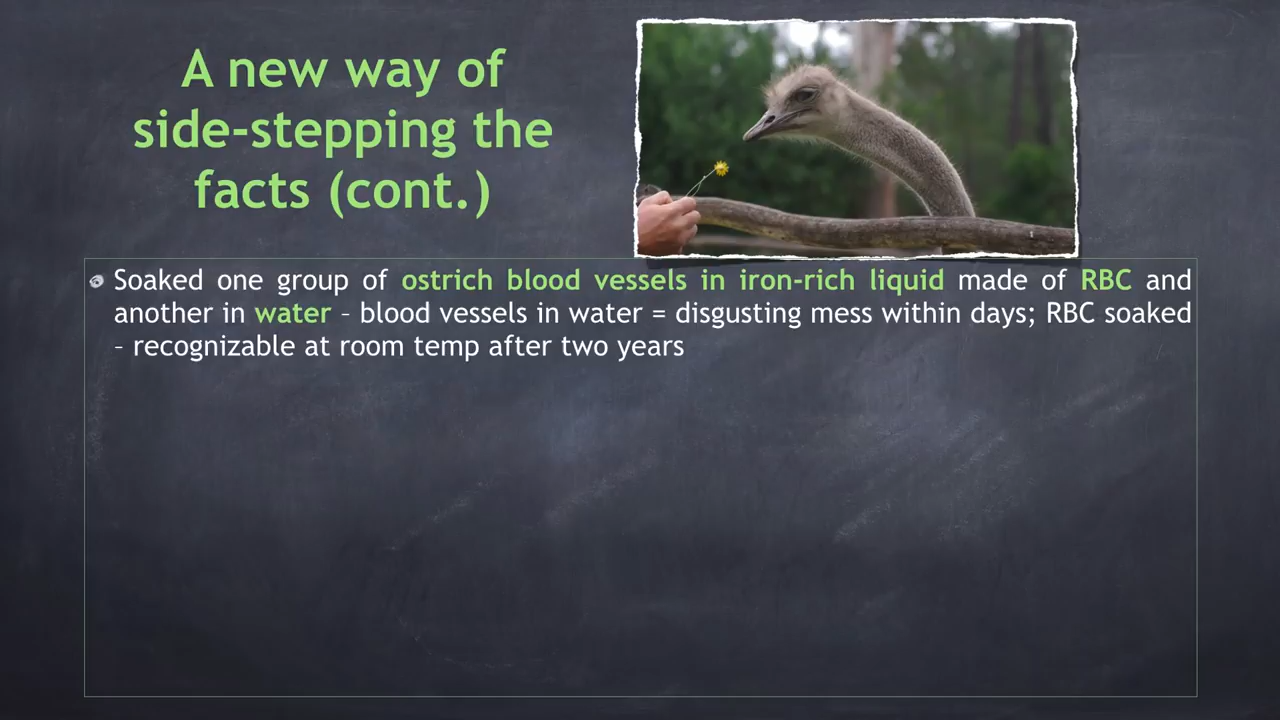 A new way of
side-stepping the
facts (cont.)
Soaked one group of ostrich blood vessels in iron-rich liquid made of RBC and
another in water – blood vessels in water = disgusting mess within days; RBC soaked
– recognizable at room temp after two years